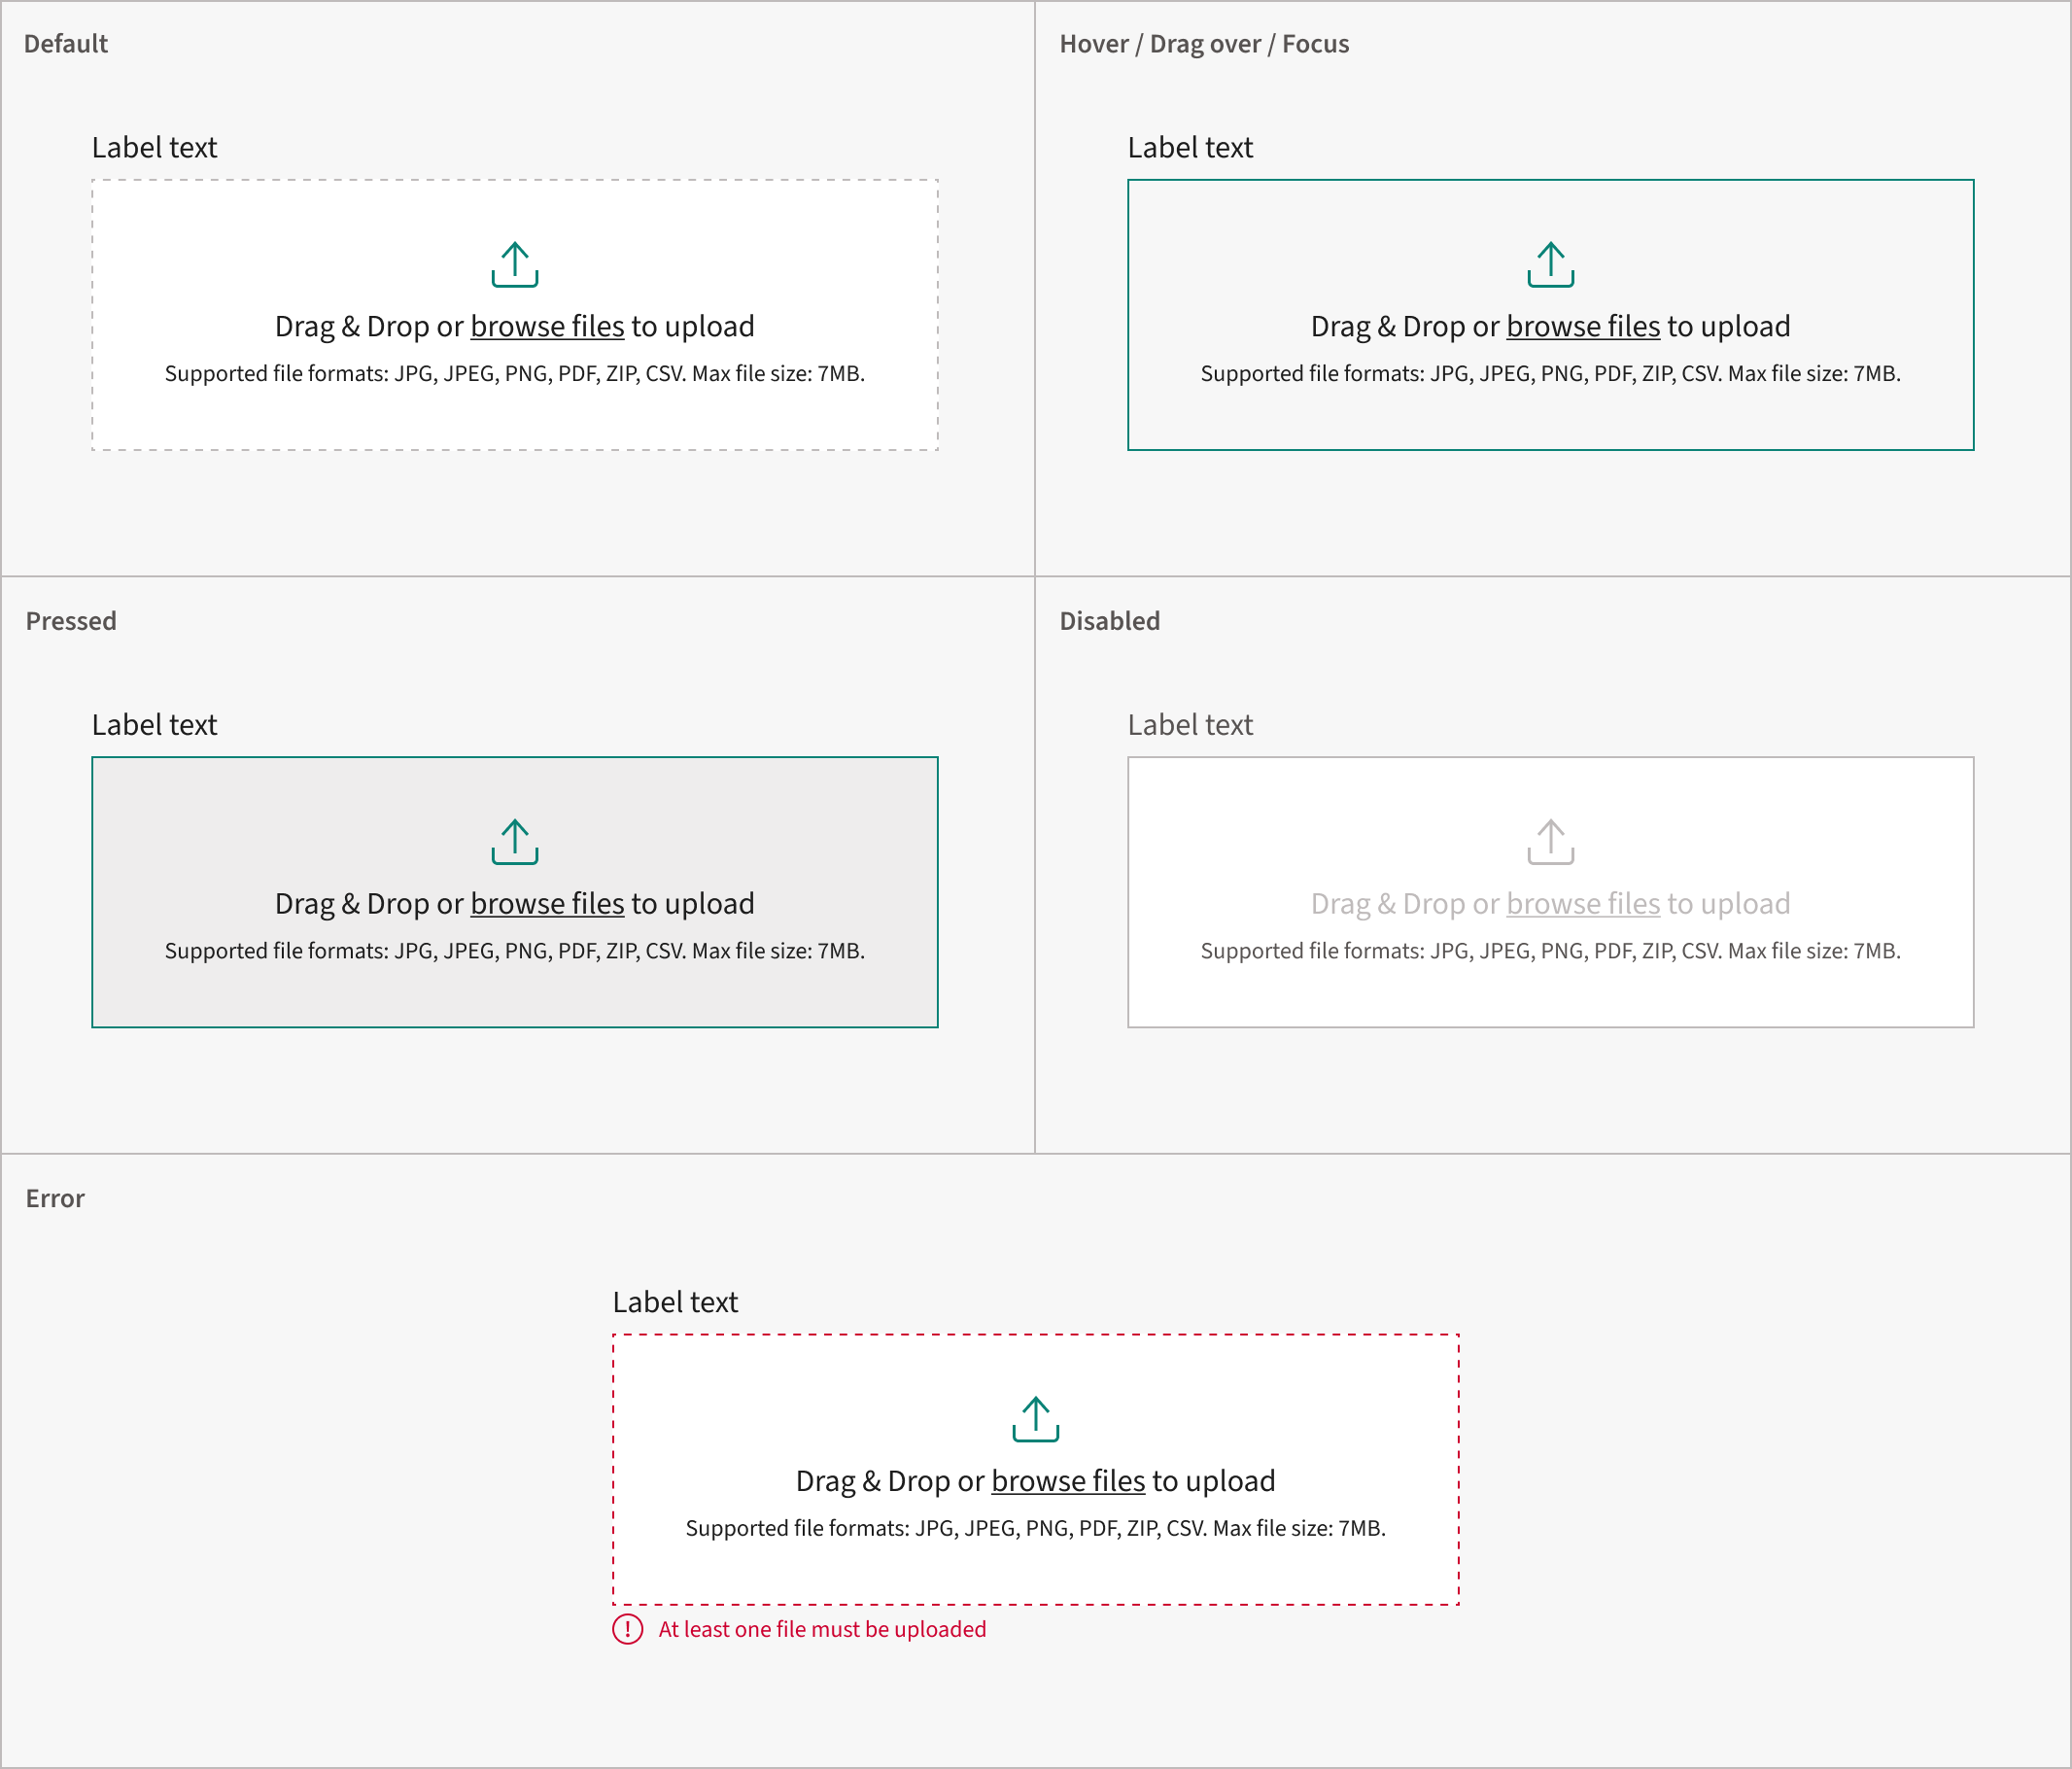 Default
Label text
Drag & Drop or browse files to upload
Supported file formats: JPG, JPEG, PNG, PDF, ZIP, CSV. Max file size: 7MB.
Hover / Drag over / Focus
Label text
Drag & Drop or browse files to upload
Supported file formats: JPG, JPEG, PNG, PDF, ZIP, CSV. Max file size: 7MB.
Pressed
Label text
Drag & Drop or browse files to upload
Supported file formats: JPG, JPEG, PNG, PDF, ZIP, CSV. Max file size: 7MB.
Disabled
Label text
Drag & Drop or browse files to upload
Supported file formats: JPG, JPEG, PNG, PDF, ZIP, CSV. Max file size: 7MB.
Error
Label text
Drag & Drop or browse files to upload
Supported file formats: JPG, JPEG, PNG, PDF, ZIP, CSV. Max file size: 7MB.
! At least one file must be uploaded